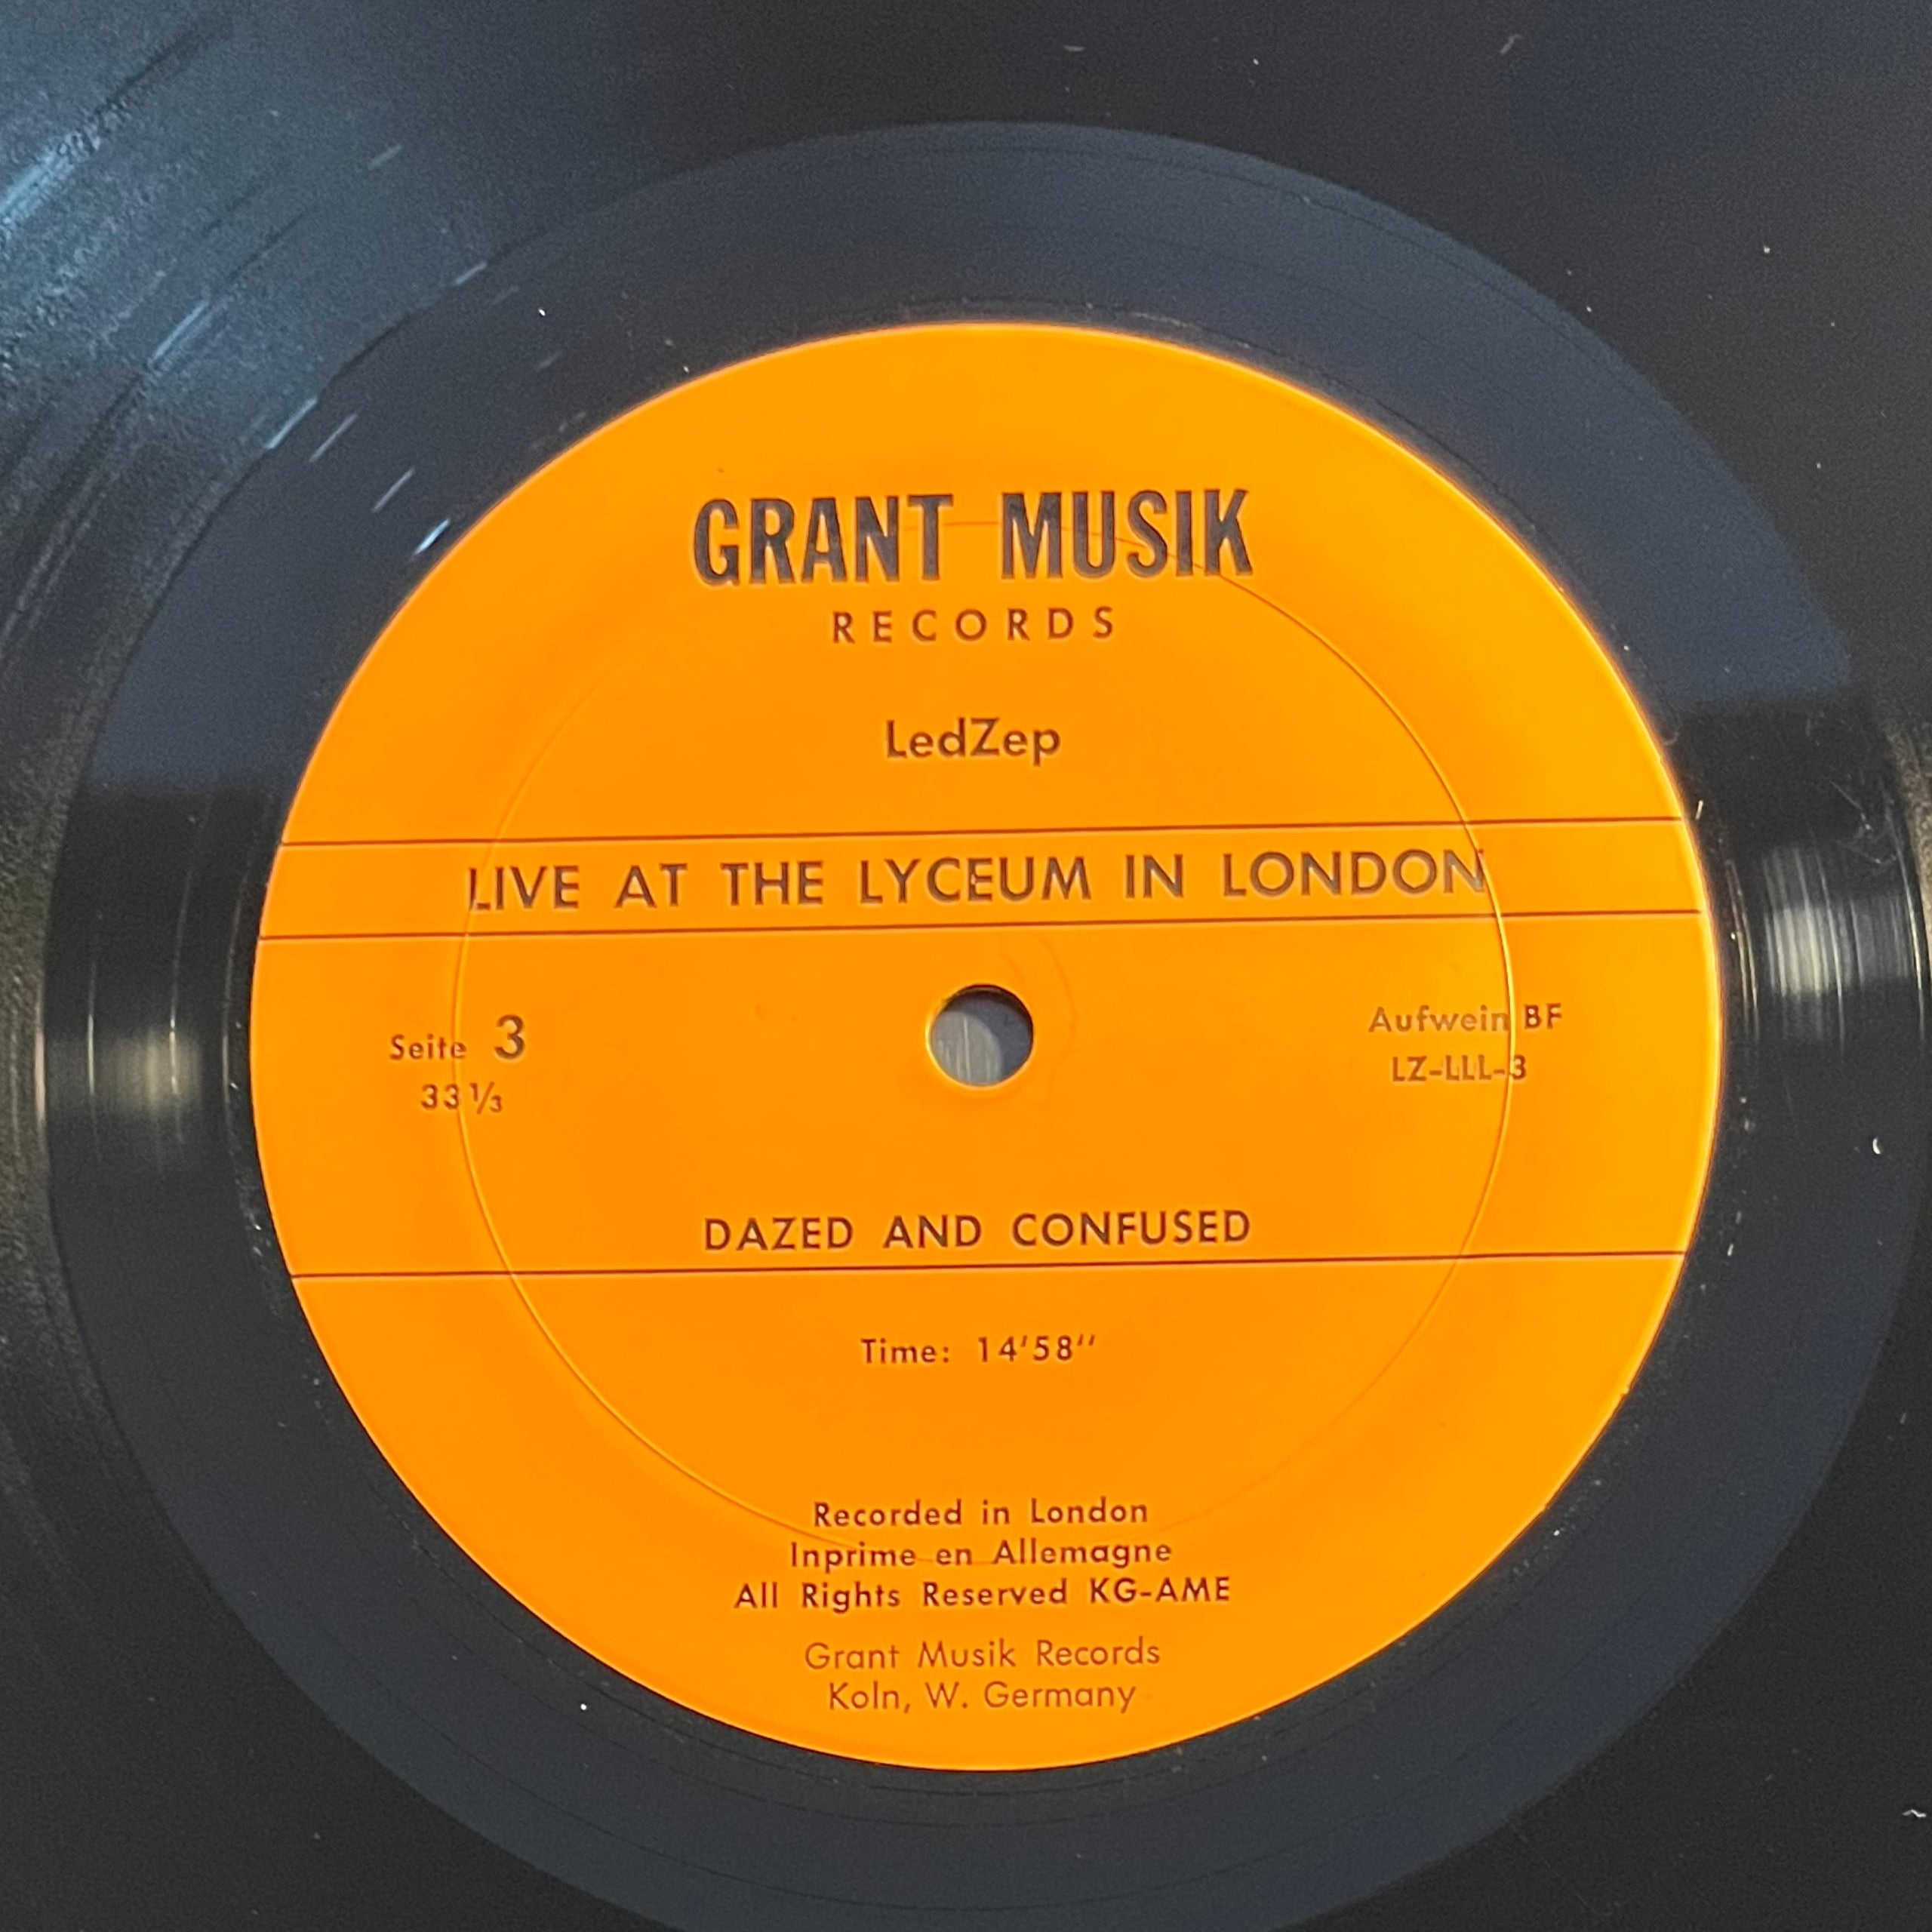 GRANT MUSIK
RECORDS
LedZep
LIVE AT THE LYCEUM IN LONDON
Seite 3
33 1/3
Aufwein BF
LZ-LLL-3
DAZED AND CONFUSED
Time: 14'58"
Recorded in London
Inprime en Allemagne
All Rights Reserved KG-AME
Grant Musik Records
Koln, W. Germany